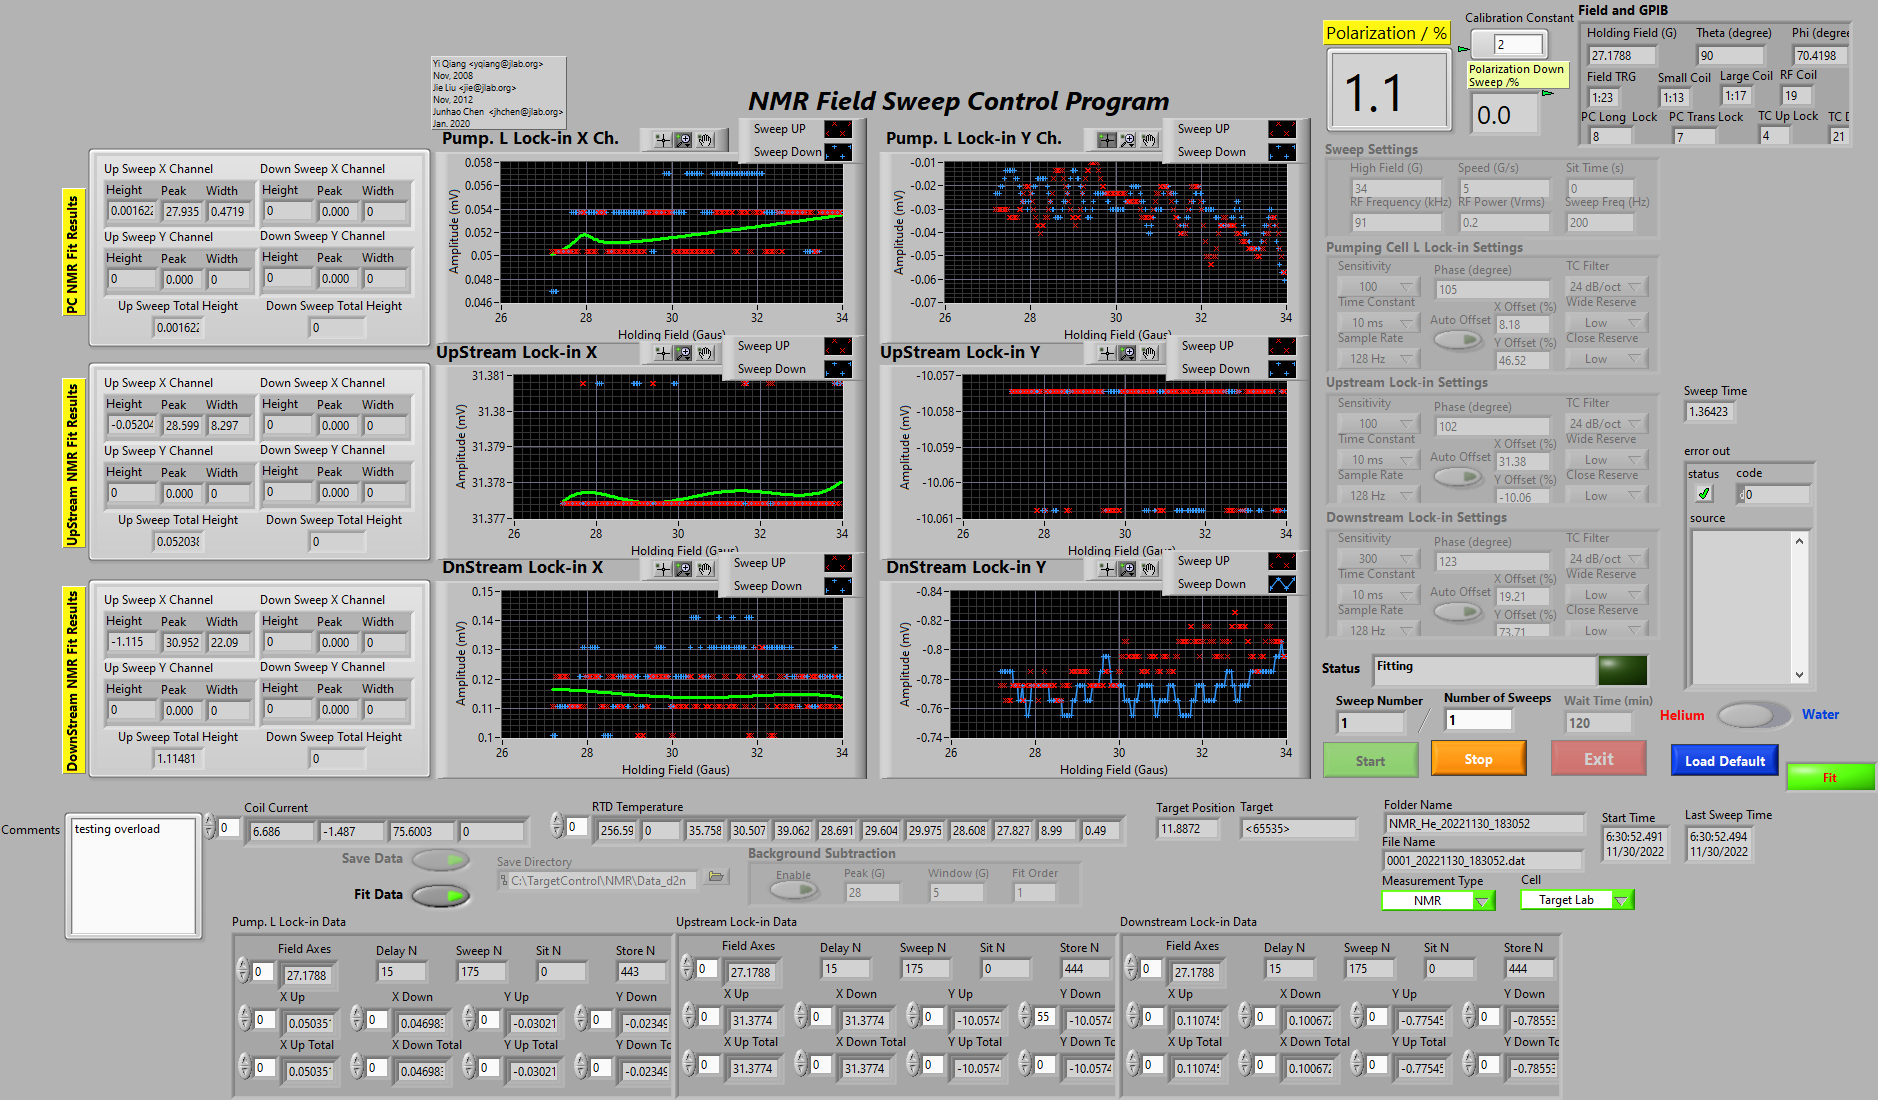 Yi Qiang <yqiang@jlab.org>
Nov, 2008
Jie Liu <jie@jlab.org>
Nov, 2012
Junhao Chen <jhchen@jlab.org>
Jan. 2020
NMR Field Sweep Control Program
Polarization / %
1.1
Calibration Constant
2
Polarization Down
Sweep /%
0.0
Field and GPIB
Holding Field (G) Theta (degree) Phi (degree
27.1788 90 70.4198
Field TRG Small Coil Large Coil RF Coil
1:23 1:13 1:17 19
PC Long Lock PC Trans Lock TC Up Lock TC D
8 7 4 21
PC NMR Fit Results
Up Sweep X Channel Down Sweep X Channel
Height Peak Width Height Peak Width
0.001622 27.935 0.4719 0 0.000 0
Up Sweep Y Channel Down Sweep Y Channel
Height Peak Width Height Peak Width
0 0.000 0 0 0.000 0
Up Sweep Total Height Down Sweep Total Height
0.001622 0
Pump. L Lock-in X Ch.
Sweep UP
Sweep Down
Amplitude (mV)
0.058
0.056
0.054
0.052
0.05
0.048
0.046
26 28 30 32 34
Holding Field (Gaus)
Pump. L Lock-in Y Ch.
Sweep UP
Sweep Down
Amplitude (mV)
-0.01
-0.02
-0.03
-0.04
-0.05
-0.06
-0.07
26 28 30 32 34
Holding Field (Gaus)
UpStream NMR Fit Results
Up Sweep X Channel Down Sweep X Channel
Height Peak Width Height Peak Width
-0.05204 28.599 8.297 0 0.000 0
Up Sweep Y Channel Down Sweep Y Channel
Height Peak Width Height Peak Width
0 0.000 0 0 0.000 0
Up Sweep Total Height Down Sweep Total Height
0.052038 0
UpStream Lock-in X
Sweep UP
Sweep Down
Amplitude (mV)
31.381
31.38
31.379
31.378
31.377
26 28 30 32 34
Holding Field (Gaus)
UpStream Lock-in Y
Sweep UP
Sweep Down
Amplitude (mV)
-10.057
-10.058
-10.059
-10.06
-10.061
26 28 30 32 34
Holding Field (Gaus)
DownStream NMR Fit Results
Up Sweep X Channel Down Sweep X Channel
Height Peak Width Height Peak Width
-1.115 30.952 22.09 0 0.000 0
Up Sweep Y Channel Down Sweep Y Channel
Height Peak Width Height Peak Width
0 0.000 0 0 0.000 0
Up Sweep Total Height Down Sweep Total Height
1.11481 0
DnStream Lock-in X
Sweep UP
Sweep Down
Amplitude (mV)
0.15
0.14
0.13
0.12
0.11
0.1
26 28 30 32 34
Holding Field (Gaus)
DnStream Lock-in Y
Sweep UP
Sweep Down
Amplitude (mV)
-0.84
-0.82
-0.8
-0.78
-0.76
-0.74
26 28 30 32 34
Holding Field (Gaus)
Sweep Settings
High Field (G) Speed (G/s) Sit Time (s)
34 5 0
RF Frequency (kHz) RF Power (Vrms) Sweep Freq (Hz)
91 0.2 200
Pumping Cell L Lock-in Settings
Sensitivity Phase (degree) TC Filter
100 105 24 dB/oct
Time Constant X Offset (%) Wide Reserve
10 ms Auto Offset 8.18 Low
Sample Rate Y Offset (%) Close Reserve
128 Hz 46.52 Low
Upstream Lock-in Settings
Sensitivity Phase (degree) TC Filter
100 102 24 dB/oct
Time Constant X Offset (%) Wide Reserve
10 ms Auto Offset 31.38 Low
Sample Rate Y Offset (%) Close Reserve
128 Hz -10.06 Low
Downstream Lock-in Settings
Sensitivity Phase (degree) TC Filter
300 123 24 dB/oct
Time Constant X Offset (%) Wide Reserve
10 ms Auto Offset 19.21 Low
Sample Rate Y Offset (%) Close Reserve
128 Hz 73.71 Low
Sweep Time
1.36423
error out
status code
0
source
Status Fitting
Sweep Number Number of Sweeps Wait Time (min)
1 / 1 120
Helium Water
Start Stop Exit Load Default Fit
Comments
testing overload
Coil Current
0 6.686 -1.487 75.6003 0
RTD Temperature
0 256.59 0 35.758 30.507 39.062 28.691 29.604 29.975 28.608 27.827 8.99 0.49
Target Position Target
11.8872 <65535>
Save Data
Fit Data
Save Directory
C:\TargetControl\NMR\Data_d2n
Background Subtraction
Enable Peak (G) Window (G) Fit Order
28 5 1
Folder Name
NMR_He_20221130_183052
File Name
0001_20221130_183052.dat
Start Time Last Sweep Time
6:30:52.491 6:30:52.494
11/30/2022 11/30/2022
Measurement Type Cell
NMR Target Lab
Pump. L Lock-in Data
Field Axes Delay N Sweep N Sit N Store N
0 27.1788 15 175 0 443
X Up X Down Y Up Y Down
0 0.05035 0 0.046983 0 -0.03021 0 -0.02349
X Up Total X Down Total Y Up Total Y Down To
0 0.05035 0 0.046983 0 -0.03021 0 -0.02349
Upstream Lock-in Data
Field Axes Delay N Sweep N Sit N Store N
0 27.1788 15 175 0 444
X Up X Down Y Up Y Down
0 31.3774 0 31.3774 0 -10.0574 55 -10.0574
X Up Total X Down Total Y Up Total Y Down To
0 31.3774 0 31.3774 0 -10.0574 0 -10.0574
Downstream Lock-in Data
Field Axes Delay N Sweep N Sit N Store N
0 27.1788 15 175 0 444
X Up X Down Y Up Y Down
0 0.110745 0 0.100672 0 -0.77545 0 -0.78553
X Up Total X Down Total Y Up Total Y Down To
0 0.110745 0 0.100672 0 -0.77545 0 -0.78553